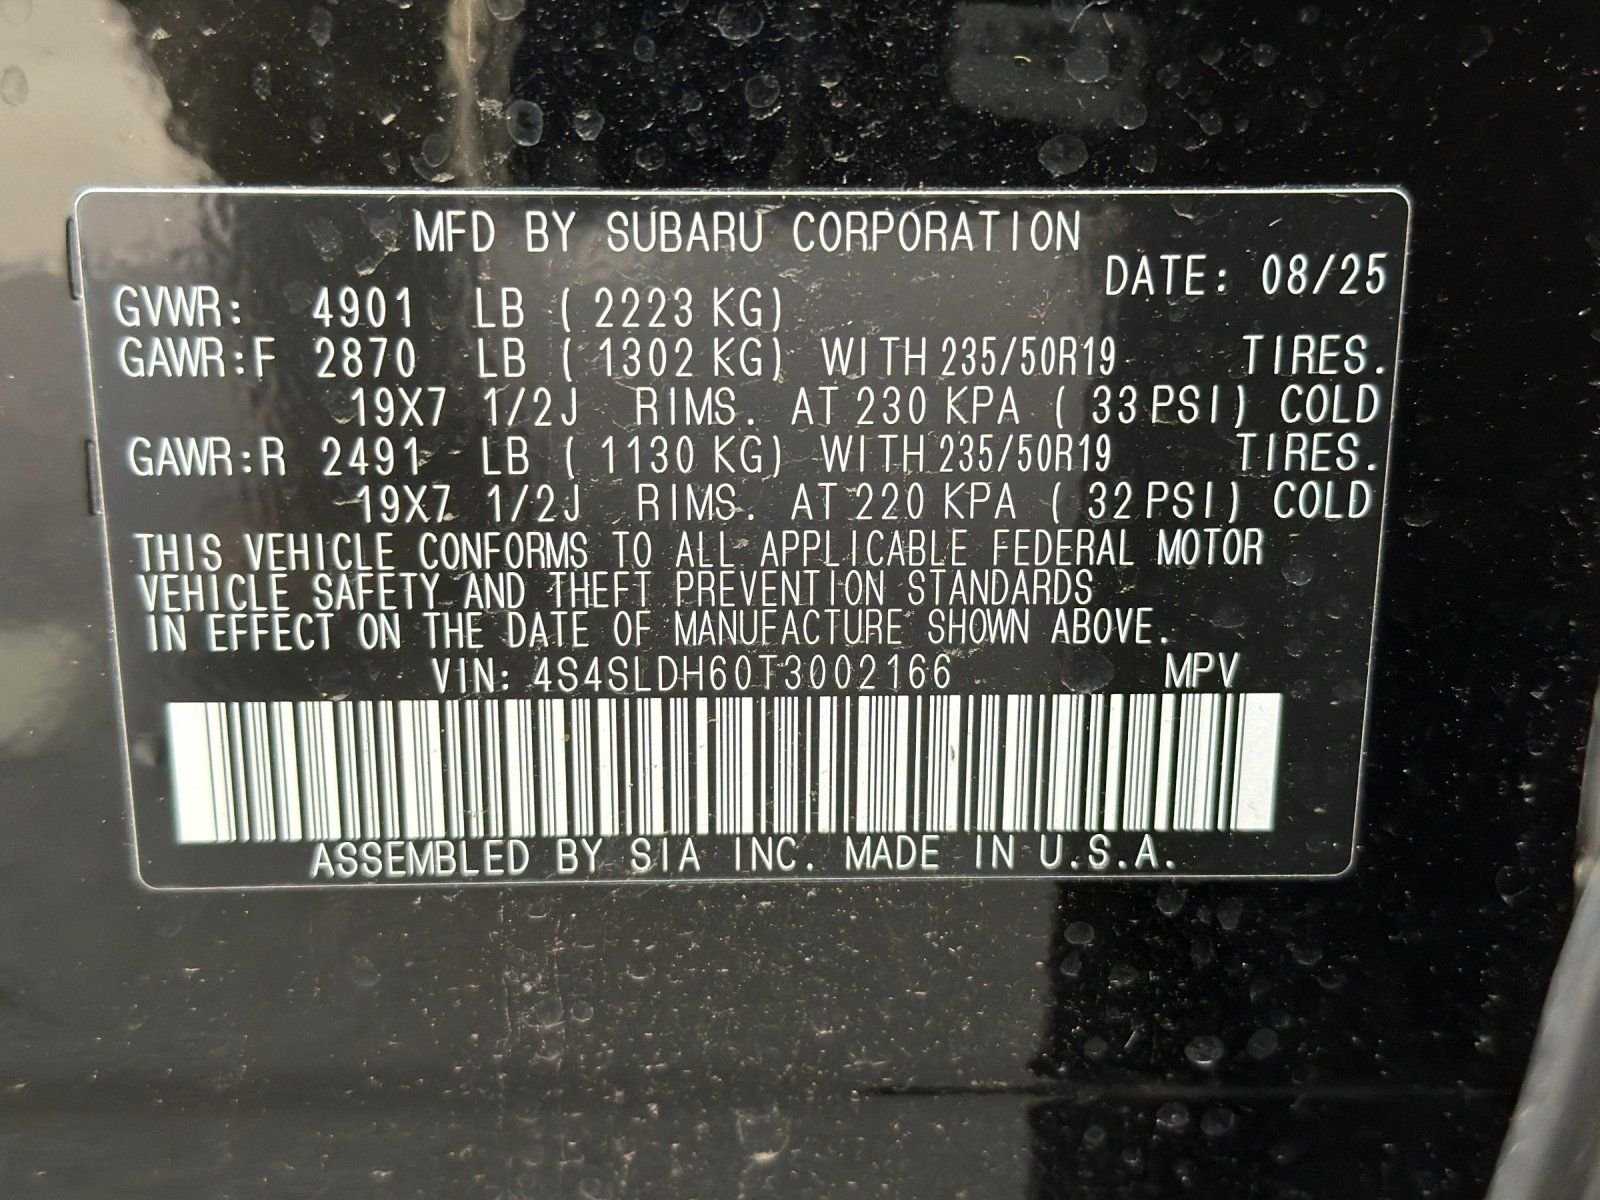 MFD BY SUBARU CORPORATION
DATE: 08/25
GVWR: 4901 LB ( 2223 KG)
GAWR:F 2870 LB ( 1302 KG) WITH 235/50R19 TIRES.
19X7 1/2J RIMS. AT 230 KPA ( 33 PSI) COLD
GAWR:R 2491 LB ( 1130 KG) WITH 235/50R19 TIRES.
19X7 1/2J RIMS. AT 220 KPA ( 32 PSI) COLD
THIS VEHICLE CONFORMS TO ALL APPLICABLE FEDERAL MOTOR
VEHICLE SAFETY AND THEFT PREVENTION STANDARDS
IN EFFECT ON THE DATE OF MANUFACTURE SHOWN ABOVE.
VIN: 4S4SLDH60T3002166 MPV
ASSEMBLED BY SIA INC. MADE IN U.S.A.